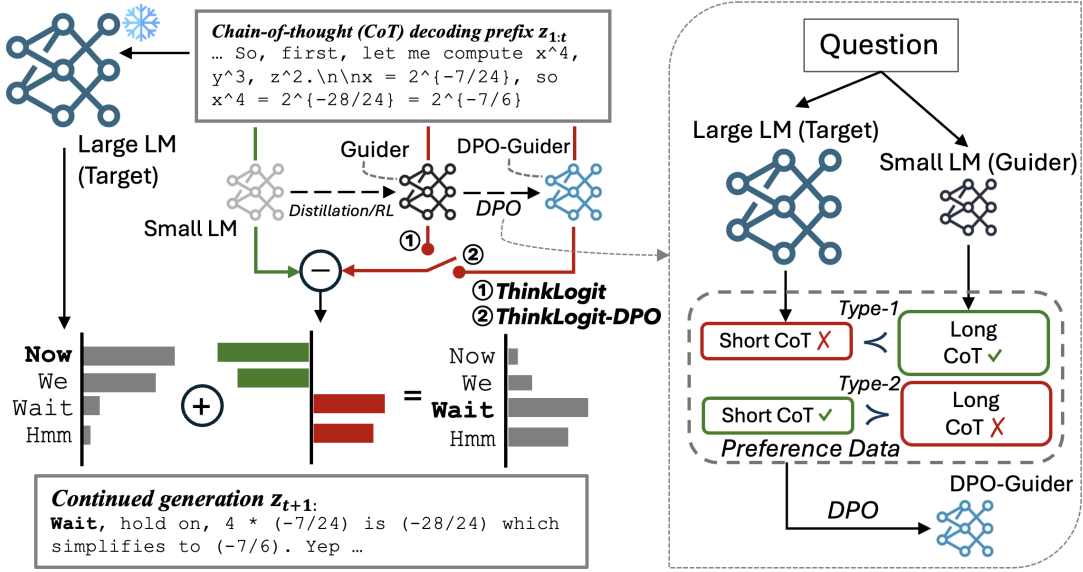 Chain-of-thought (CoT) decoding prefix z1:t
… So, first, let me compute x^4,
y^3, z^2.\n\nx = 2^{-7/24}, so
x^4 = 2^{-28/24} = 2^{-7/6}
Large LM
(Target)
Small LM
Guider
DPO-Guider
Distillation/RL
DPO
①
②
① ThinkLogit
② ThinkLogit-DPO
−
Now
We
Wait
Hmm
+
=
Now
We
Wait
Hmm
Continued generation zt+1:
Wait, hold on, 4 * (-7/24) is (-28/24) which
simplifies to (-7/6). Yep …
Question
Large LM (Target)
Small LM (Guider)
Type-1
Short CoT ✗ ≺ Long
CoT ✓
Type-2
Short CoT ✓ ≻ Long
CoT ✗
Preference Data
DPO
DPO-Guider